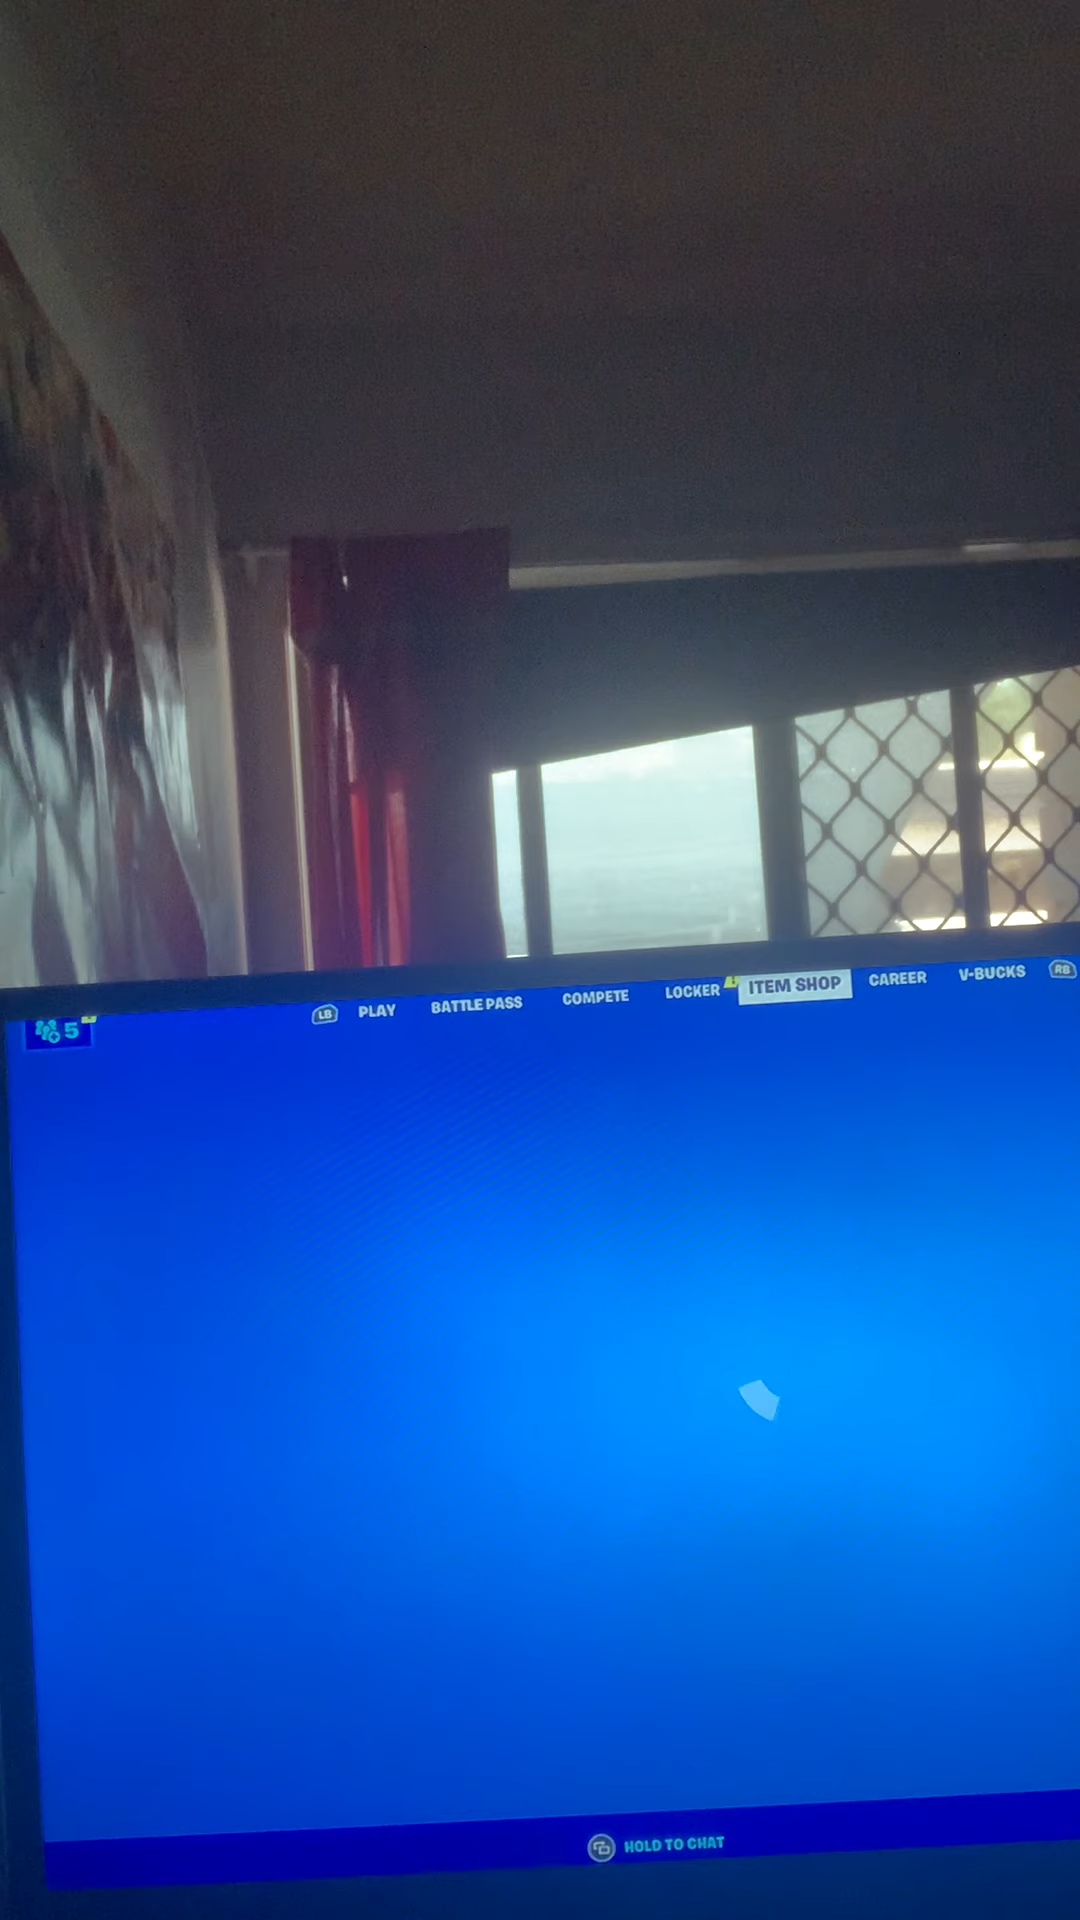 LB PLAY BATTLE PASS COMPETE LOCKER ITEM SHOP CAREER V-BUCKS RB
5
HOLD TO CHAT